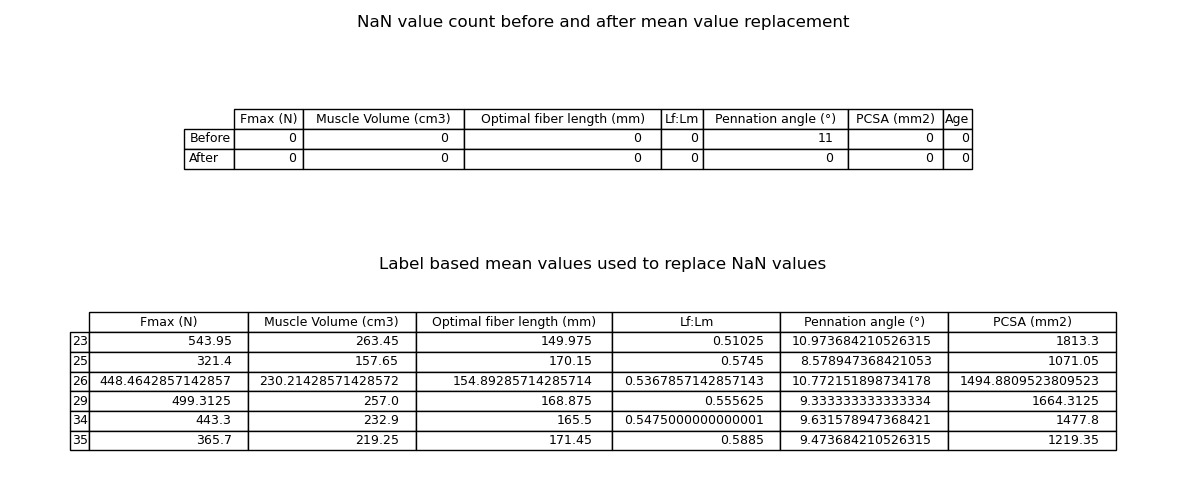 NaN value count before and after mean value replacement
Fmax (N) Muscle Volume (cm3) Optimal fiber length (mm) Lf:Lm Pennation angle (°) PCSA (mm2) Age
Before 0 0 0 0 11 0 0
After 0 0 0 0 0 0 0
Label based mean values used to replace NaN values
Fmax (N) Muscle Volume (cm3) Optimal fiber length (mm) Lf:Lm Pennation angle (°) PCSA (mm2)
23 543.95 263.45 149.975 0.51025 10.973684210526315 1813.3
25 321.4 157.65 170.15 0.5745 8.578947368421053 1071.05
26 448.4642857142857 230.21428571428572 154.89285714285714 0.5367857142857143 10.772151898734178 1494.8809523809523
29 499.3125 257.0 168.875 0.555625 9.333333333333334 1664.3125
34 443.3 232.9 165.5 0.5475000000000001 9.631578947368421 1477.8
35 365.7 219.25 171.45 0.5885 9.473684210526315 1219.35